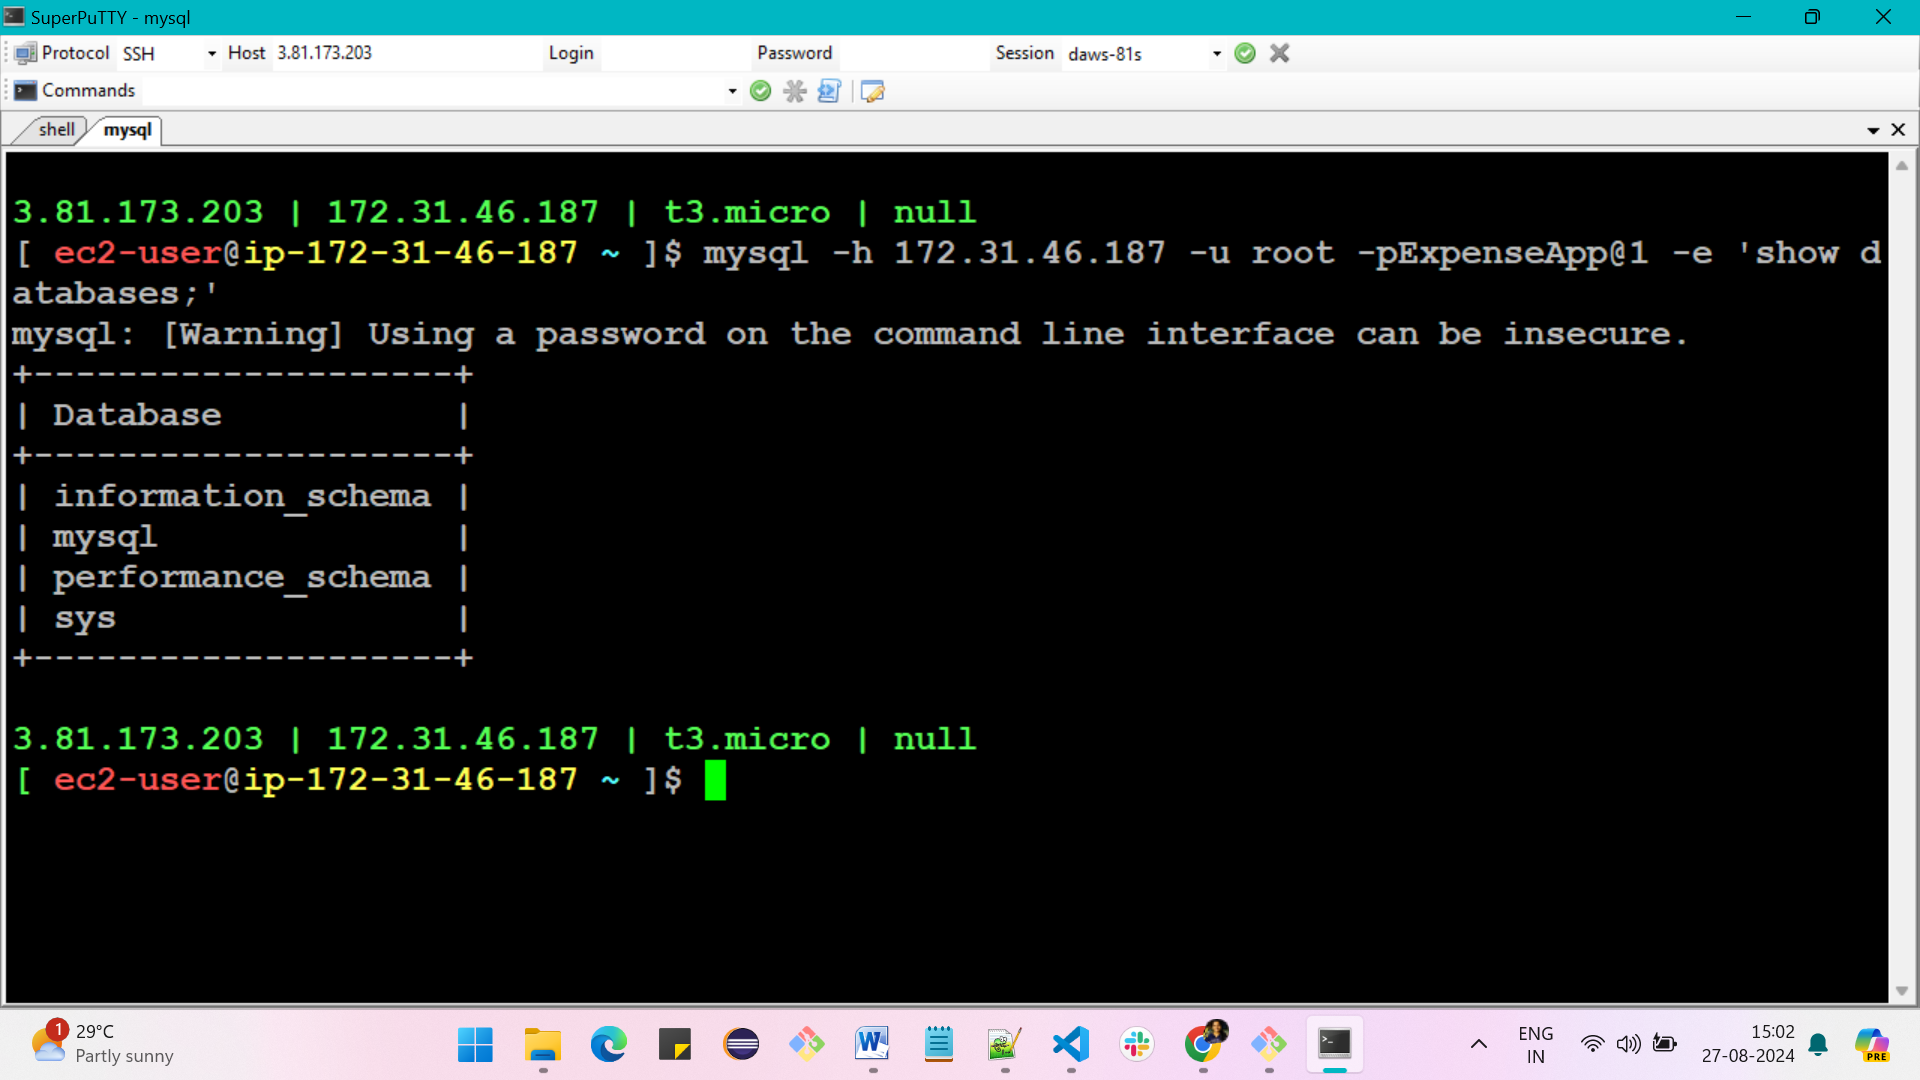 SuperPuTTY - mysql
Protocol SSH Host 3.81.173.203 Login Password Session daws-81s
Commands
shell mysql
3.81.173.203 | 172.31.46.187 | t3.micro | null
[ ec2-user@ip-172-31-46-187 ~ ]$ mysql -h 172.31.46.187 -u root -pExpenseApp@1 -e 'show d
atabases;'
mysql: [Warning] Using a password on the command line interface can be insecure.
+--------------------+
| Database           |
+--------------------+
| information_schema |
| mysql              |
| performance_schema |
| sys                |
+--------------------+
3.81.173.203 | 172.31.46.187 | t3.micro | null
[ ec2-user@ip-172-31-46-187 ~ ]$
1 29°C
Partly sunny
ENG
IN
15:02
27-08-2024
PRE